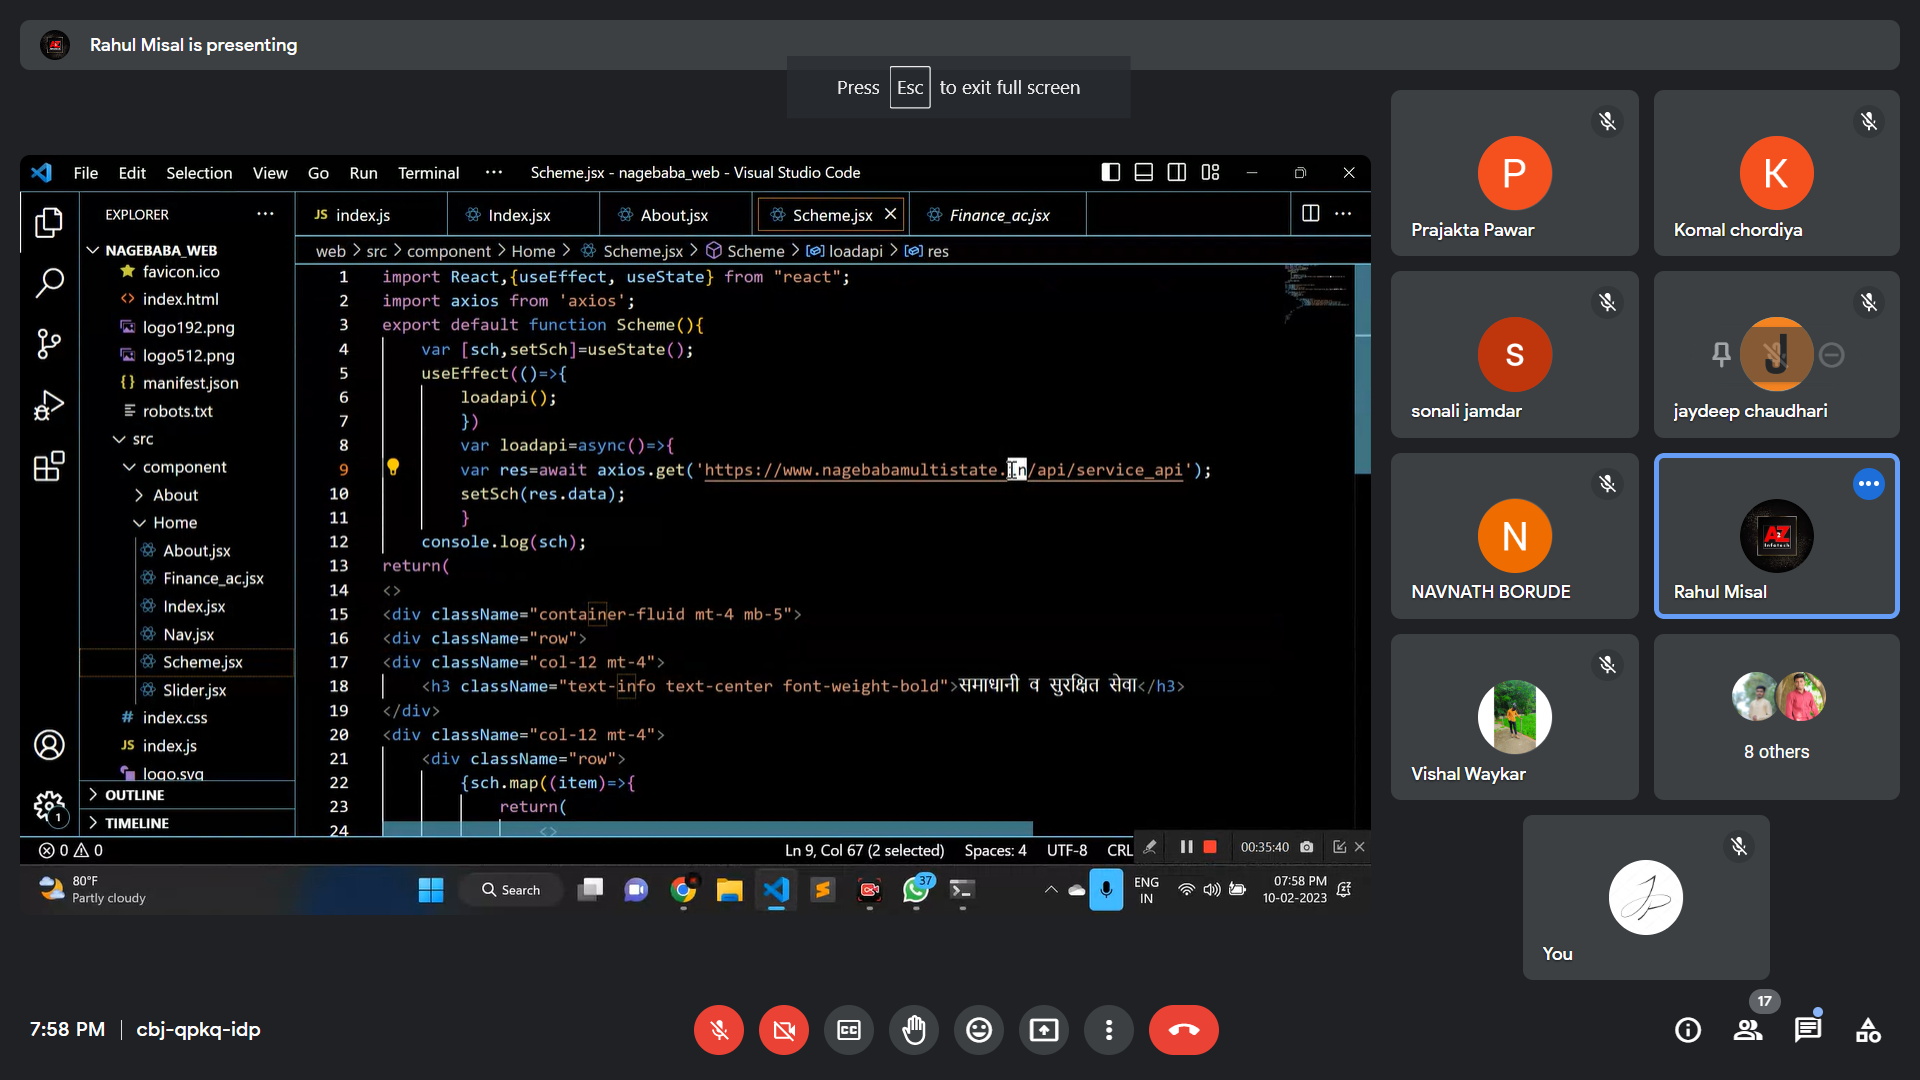 Rahul Misal is presenting
Press Esc to exit full screen
File Edit Selection View Go Run Terminal ··· Scheme.jsx - nagebaba_web - Visual Studio Code
EXPLORER ···
JS index.js Index.jsx About.jsx Scheme.jsx Finance_ac.jsx ···
NAGEBABA_WEB
web > src > component > Home > Scheme.jsx > Scheme > loadapi > res
favicon.ico
index.html
logo192.png
logo512.png
manifest.json
robots.txt
src
component
About
Home
About.jsx
Finance_ac.jsx
Index.jsx
Nav.jsx
Scheme.jsx
Slider.jsx
# index.css
JS index.js
logo.svg
OUTLINE
TIMELINE
1 import React,{useEffect, useState} from "react";
2 import axios from 'axios';
3 export default function Scheme(){
4 var [sch,setSch]=useState();
5 useEffect(()=>{
6 loadapi();
7 })
8 var loadapi=async()=>{
9 var res=await axios.get('https://www.nagebabamultistate.in/api/service_api');
10 setSch(res.data);
11 }
12 console.log(sch);
13 return(
14 <>
15 <div className="container-fluid mt-4 mb-5">
16 <div className="row">
17 <div className="col-12 mt-4">
18 <h3 className="text-info text-center font-weight-bold">समाधानी व सुरक्षित सेवा</h3>
19 </div>
20 <div className="col-12 mt-4">
21 <div className="row">
22 {sch.map((item)=>{
23 return(
24 <>
0 0 Ln 9, Col 67 (2 selected) Spaces: 4 UTF-8 CRL
00:35:40
1
80°F
Partly cloudy
Search
37
ENG
IN
07:58 PM
10-02-2023
P
Prajakta Pawar
K
Komal chordiya
s
sonali jamdar
J
jaydeep chaudhari
N
NAVNATH BORUDE
AZ
Infotech
Rahul Misal
Vishal Waykar
8 others
You
7:58 PM | cbj-qpkq-idp
CC
17